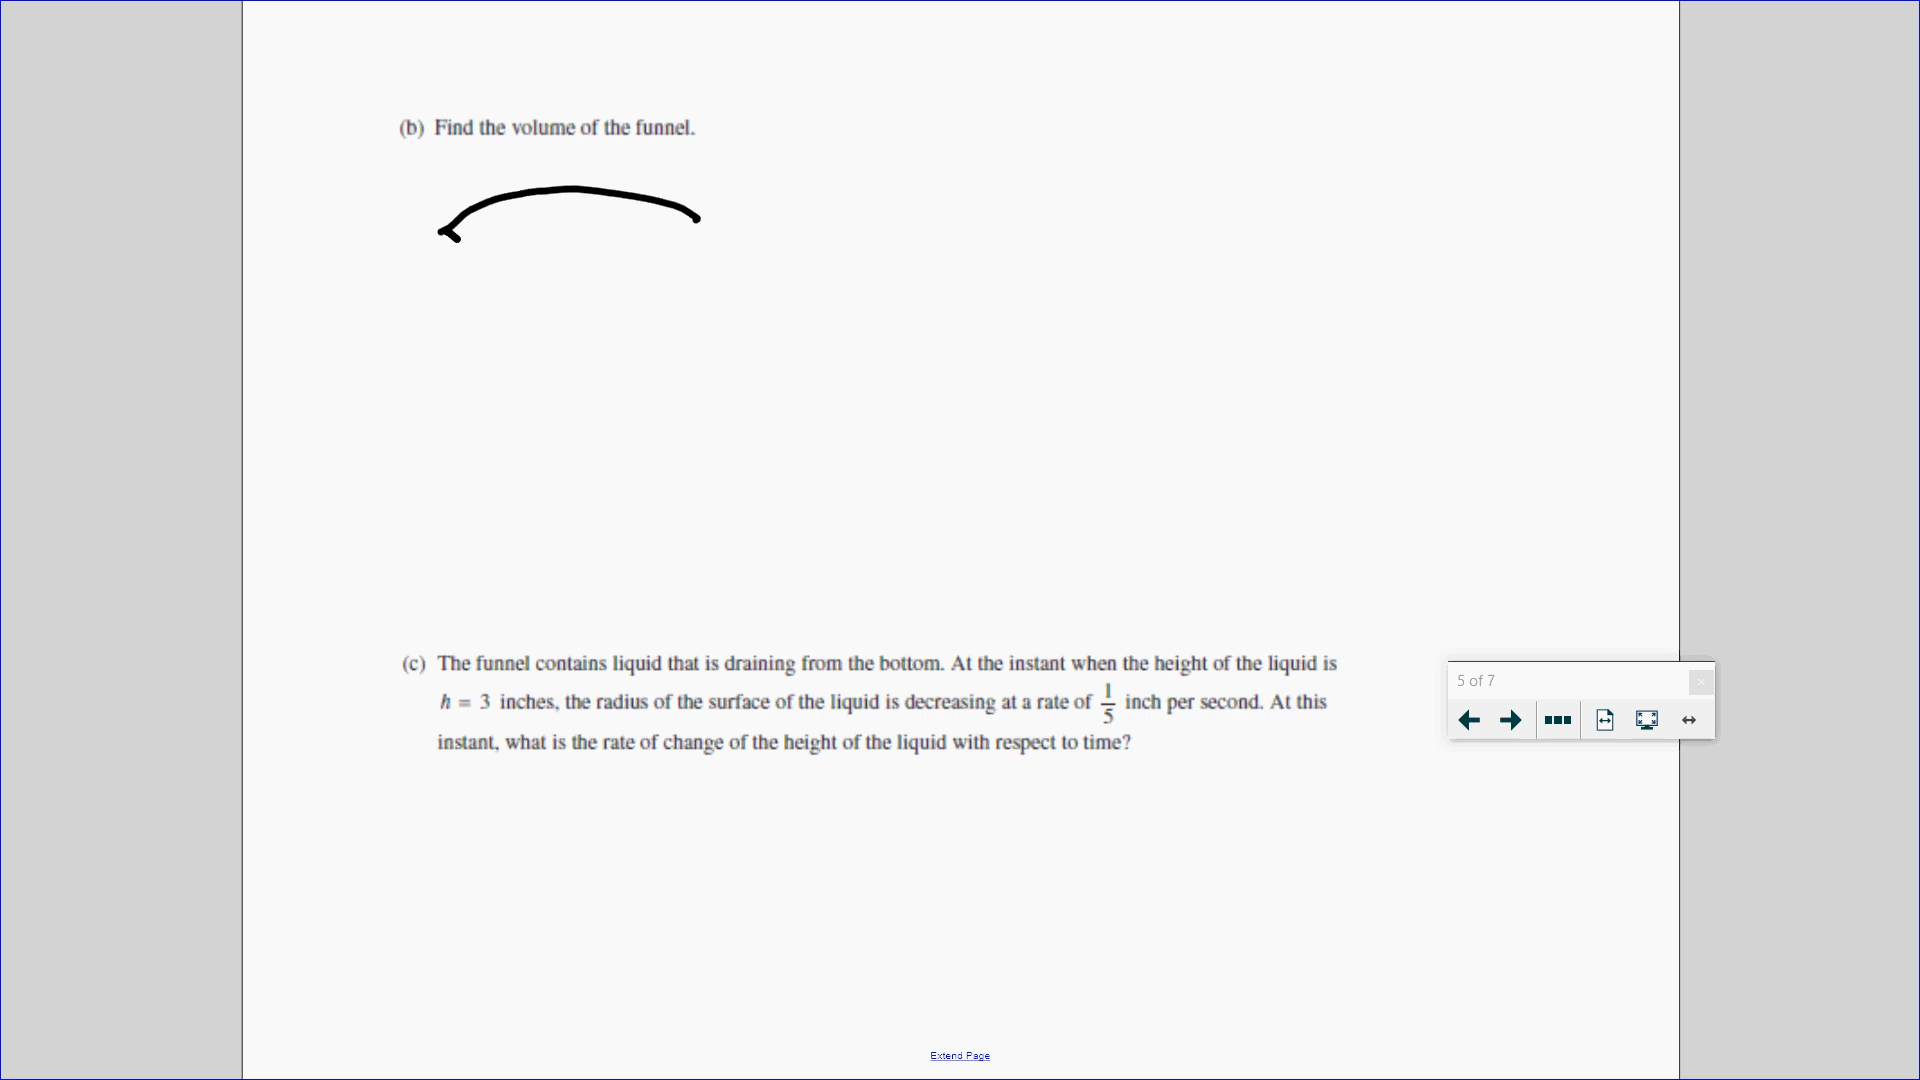 (b) Find the volume of the funnel.
(c) The funnel contains liquid that is draining from the bottom. At the instant when the height of the liquid is
h = 3 inches, the radius of the surface of the liquid is decreasing at a rate of 1/5 inch per second. At this
instant, what is the rate of change of the height of the liquid with respect to time?
5 of 7
Extend Page